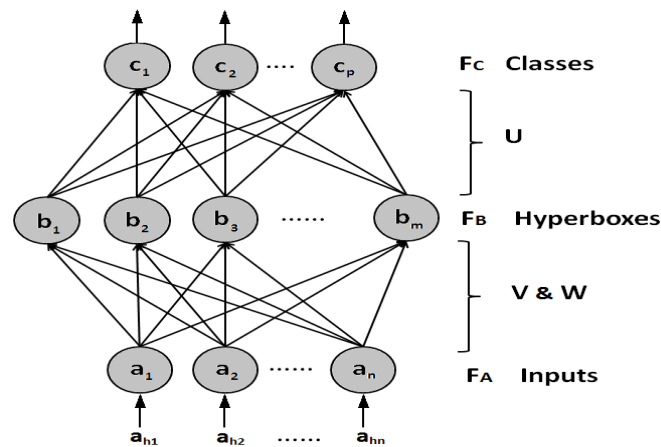 c1 c2 .... cp FC Classes
U
b1 b2 b3 ...... bm FB Hyperboxes
V & W
a1 a2 ...... an FA Inputs
ah1 ah2 ...... ahn